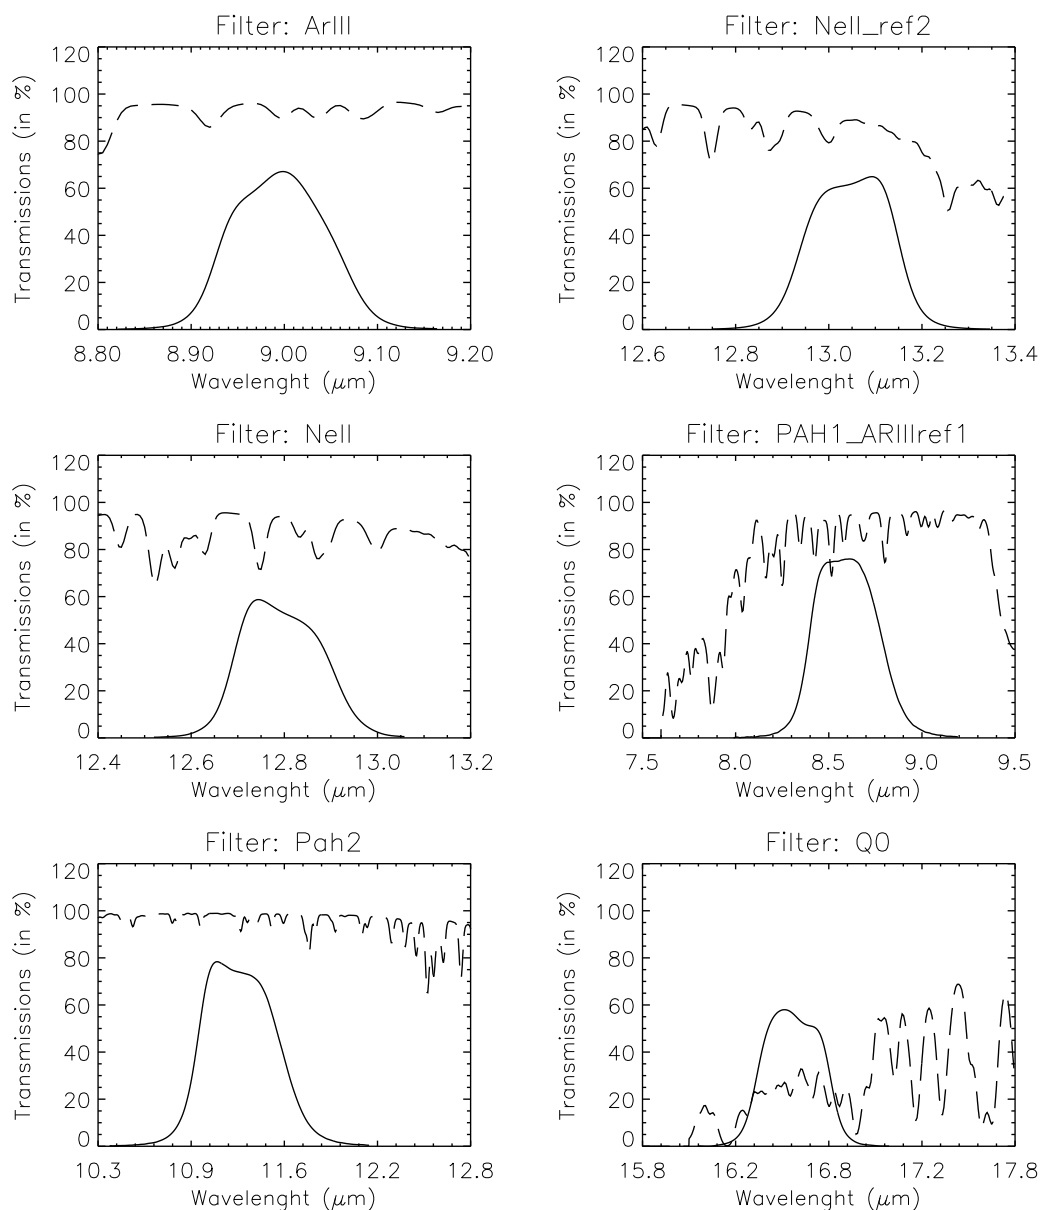 Filter: ArIII
Filter: NeII_ref2
120
100
80
60
40
20
0
Transmissions (in %)
8.80 8.90 9.00 9.10 9.20
Wavelenght (μm)
120
100
80
60
40
20
0
Transmissions (in %)
12.6 12.8 13.0 13.2 13.4
Wavelenght (μm)
Filter: NeII
120
100
80
60
40
20
0
Transmissions (in %)
12.4 12.6 12.8 13.0 13.2
Wavelenght (μm)
Filter: PAH1_ARIIIref1
120
100
80
60
40
20
0
Transmissions (in %)
7.5 8.0 8.5 9.0 9.5
Wavelenght (μm)
Filter: Pah2
120
100
80
60
40
20
0
Transmissions (in %)
10.3 10.9 11.6 12.2 12.8
Wavelenght (μm)
Filter: Q0
120
100
80
60
40
20
0
Transmissions (in %)
15.8 16.2 16.8 17.2 17.8
Wavelenght (μm)